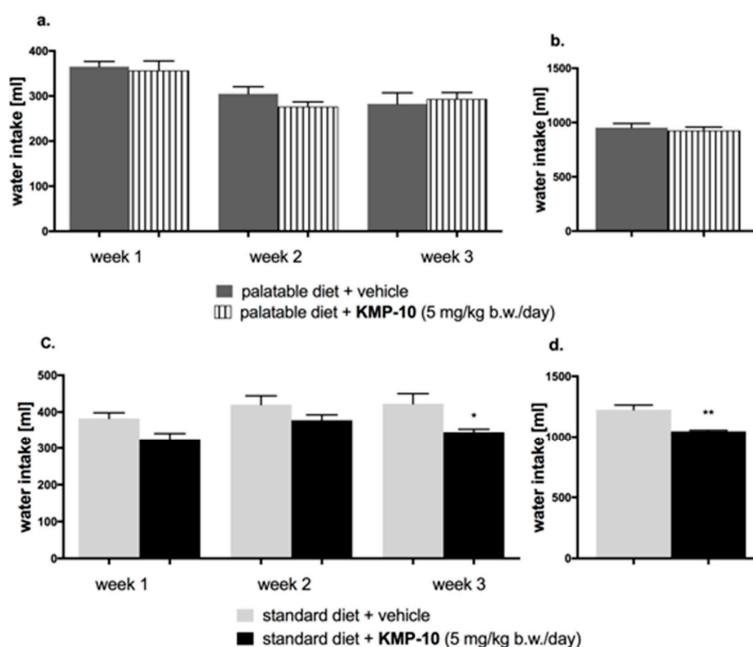 a.
water intake [ml]
400
300
200
100
0
week 1 week 2 week 3
b.
water intake [ml]
1500
1000
500
0
palatable diet + vehicle
palatable diet + KMP-10 (5 mg/kg b.w./day)
c.
water intake [ml]
500
400
300
200
100
0
*
week 1 week 2 week 3
d.
water intake [ml]
1500
1000
500
0
**
standard diet + vehicle
standard diet + KMP-10 (5 mg/kg b.w./day)